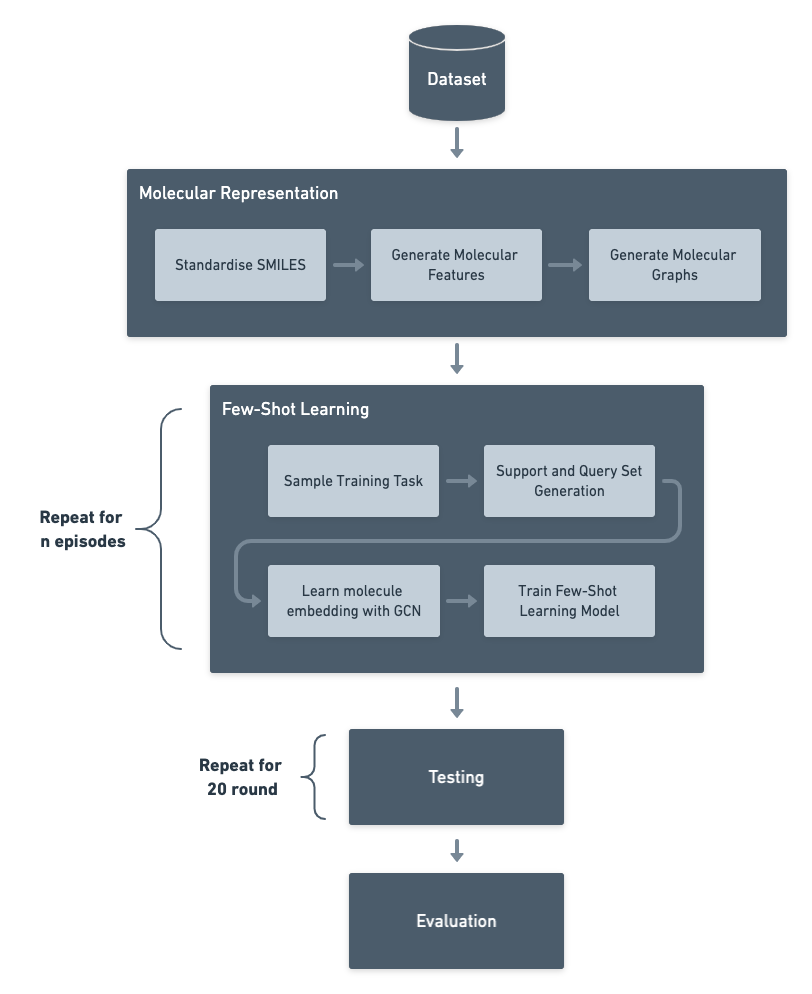 Dataset
Molecular Representation
Standardise SMILES
Generate Molecular
Features
Generate Molecular
Graphs
Few-Shot Learning
Sample Training Task
Support and Query Set
Generation
Repeat for
n episodes
Learn molecule
embedding with GCN
Train Few-Shot
Learning Model
Repeat for
20 round
Testing
Evaluation